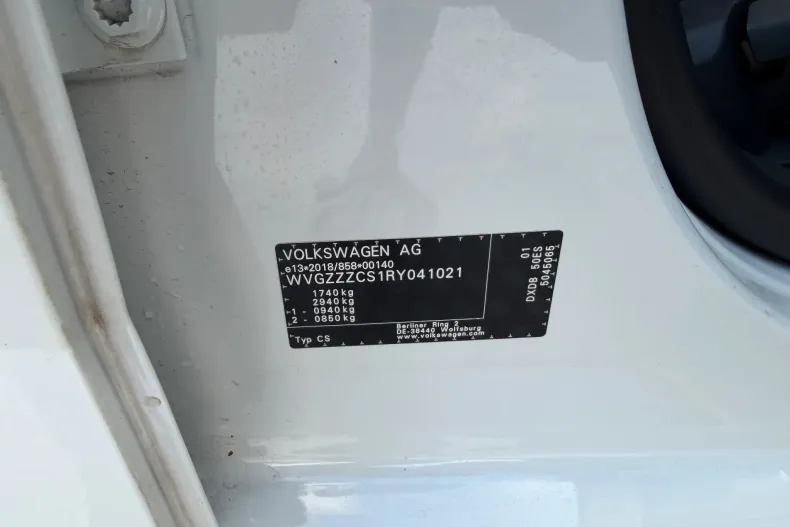 VOLKSWAGEN AG
e13*2018/858*00140
WVGZZZCS1RY041021
1740kg
2940kg
1 - 0940kg
2 - 0850kg
Berliner Ring 2
DE-38440 Wolfsburg
www.volkswagen.com
Typ CS
01
DXDB 50ES
5045065